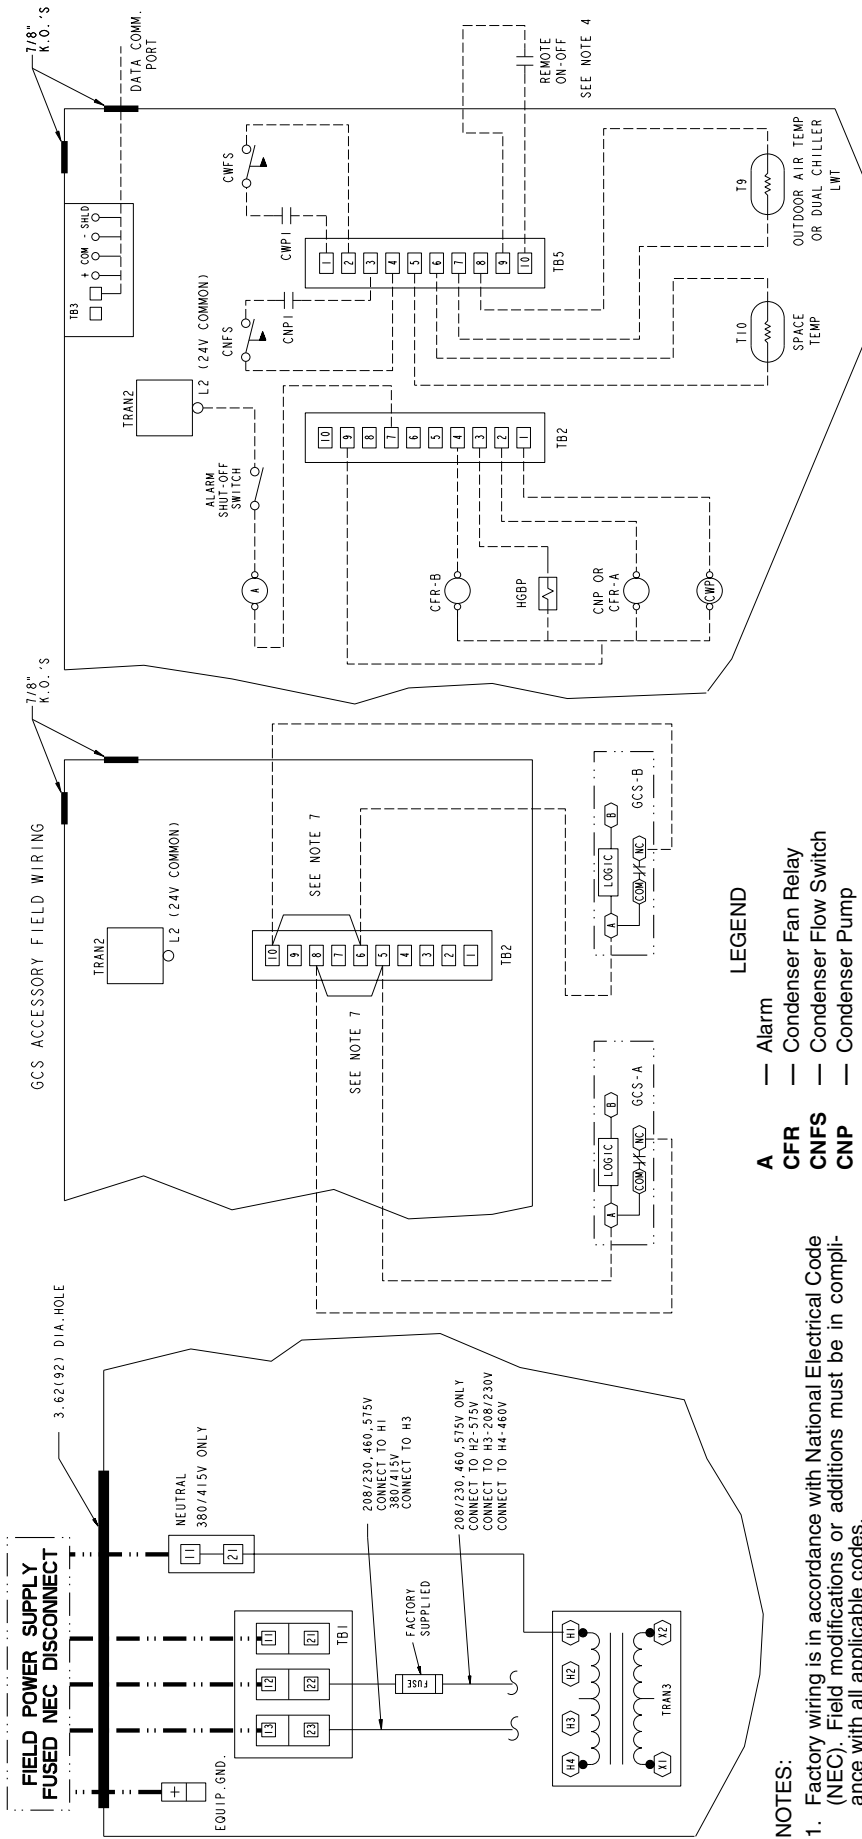 FIELD POWER SUPPLY
FUSED NEC DISCONNECT
3.62(92) DIA.HOLE
EQUIP.GND.
NEUTRAL
380/415V ONLY
11
21
13
12
11
23
22
21
TB1
FACTORY
SUPPLIED
FUSE
208/230,460,575V
CONNECT TO H1
380/415V
CONNECT TO H3
208/230,460,575V ONLY
CONNECT TO H2-575V
CONNECT TO H3-208/230V
CONNECT TO H4-460V
H4
H3
H2
H1
X1
X2
TRAN3
GCS ACCESSORY FIELD WIRING
7/8"
K.O.'S
TRAN2
L2 (24V COMMON)
SEE NOTE 7
SEE NOTE 7
10
9
8
7
6
5
4
3
2
1
TB2
GCS-A
A
LOGIC
B
COM
NC
GCS-B
A
LOGIC
B
COM
NC
7/8"
K.O.'S
DATA COMM.
PORT
TB3
+ COM - SHLD
TRAN2
L2 (24V COMMON)
ALARM
SHUT-OFF
SWITCH
A
CNFS
CNPI
CWFS
CWPI
1
2
3
4
5
6
7
8
9
10
TB5
10
9
8
7
6
5
4
3
2
1
TB2
CFR-B
HGBP
CNP OR
CFR-A
CWP
REMOTE
ON-OFF
SEE NOTE 4
T10
SPACE
TEMP
T9
OUTDOOR AIR TEMP
OR DUAL CHILLER
LWT
LEGEND
A — Alarm
CFR — Condenser Fan Relay
CNFS — Condenser Flow Switch
CNP — Condenser Pump
NOTES:
1. Factory wiring is in accordance with National Electrical Code
(NEC). Field modifications or additions must be in compli-
ance with all applicable codes.